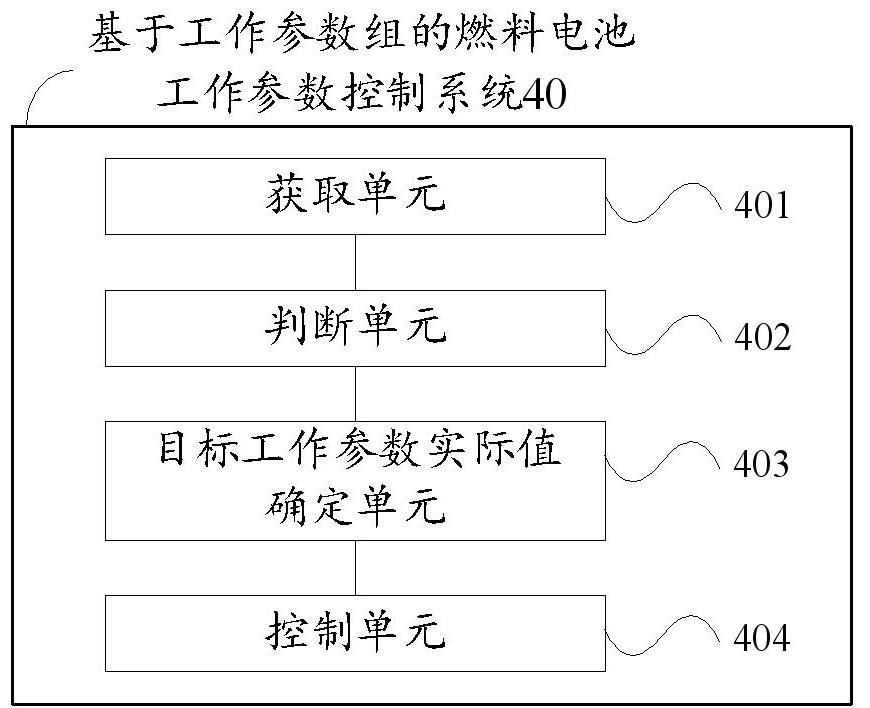 基于工作参数组的燃料电池
工作参数控制系统40
获取单元
401
判断单元
402
目标工作参数实际值
确定单元
403
控制单元
404